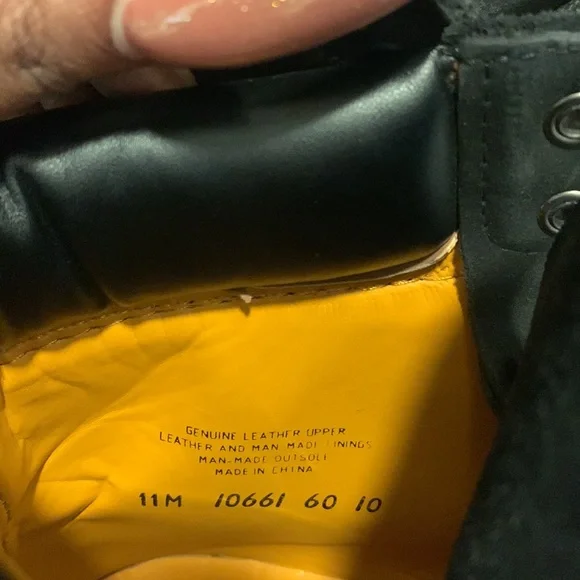 GENUINE LEATHER UPPER
LEATHER AND MAN MADE LININGS
MAN-MADE OUTSOLE
MADE IN CHINA
11M 10661 60 10